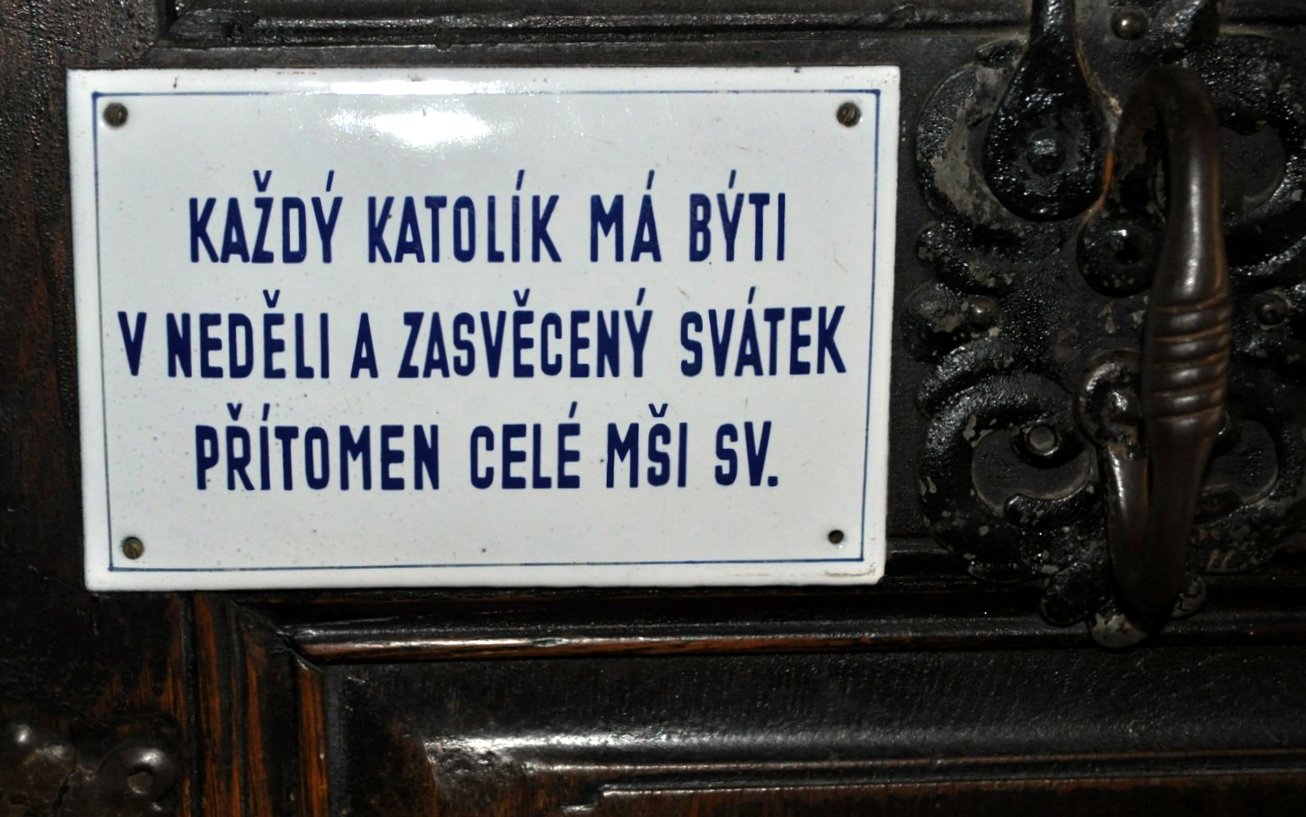 KAŽDÝ KATOLÍK MÁ BÝTI
V NEDĚLI A ZASVĚCENÝ SVÁTEK
PŘÍTOMEN CELÉ MŠI SV.